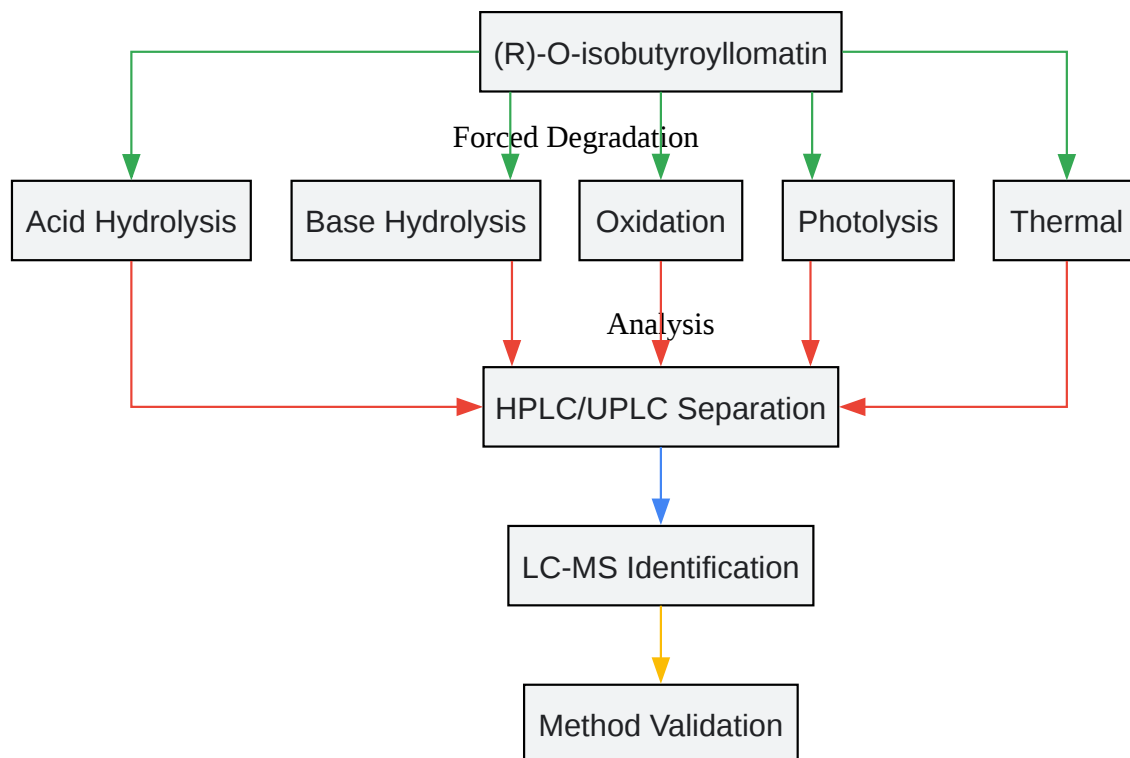 (R)-O-isobutyroyllomatin
Forced Degradation
Acid Hydrolysis
Base Hydrolysis
Oxidation
Photolysis
Thermal
Analysis
HPLC/UPLC Separation
LC-MS Identification
Method Validation